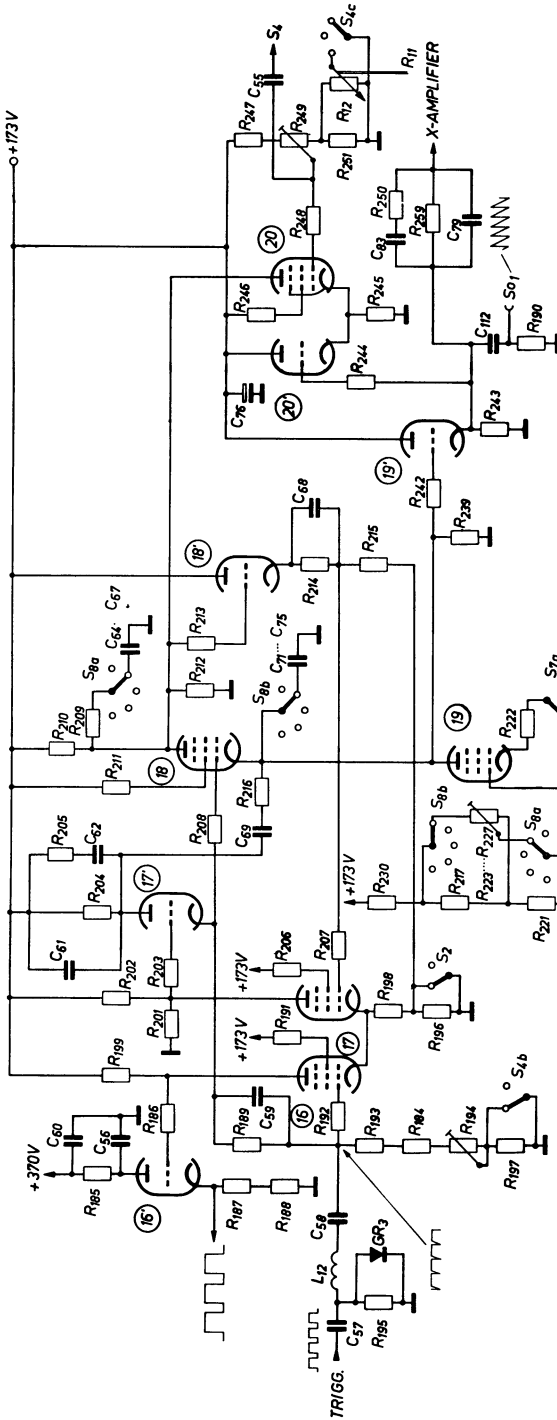 +173V
S4
S4c
R247
C55
R249
R12
R11
R251
R248
X-AMPLIFIER
R250
C83
R259
C79
20
R246
R245
20'
C76
R244
C112
So1
R190
19'
R242
R243
R239
18'
C68
R213
R214
R215
S8a
C64...C67
R212
C71....C75
S8b
R210
R209
R211
18
R216
19
R222
S7a
R208
C69
R205
C62
R204
17'
C61
+173V
R230
S8b
R217
R227
R223
S8a
R221
R202
R203
R201
R206
+173V
R207
R198
S2
R199
R191
+173V
17
R196
C60
C56
R186
R189
C59
16
R192
R193
R184
R194
S4b
R197
+370V
R185
16'
R187
R188
C58
L12
GR3
R195
C57
TRIGG.